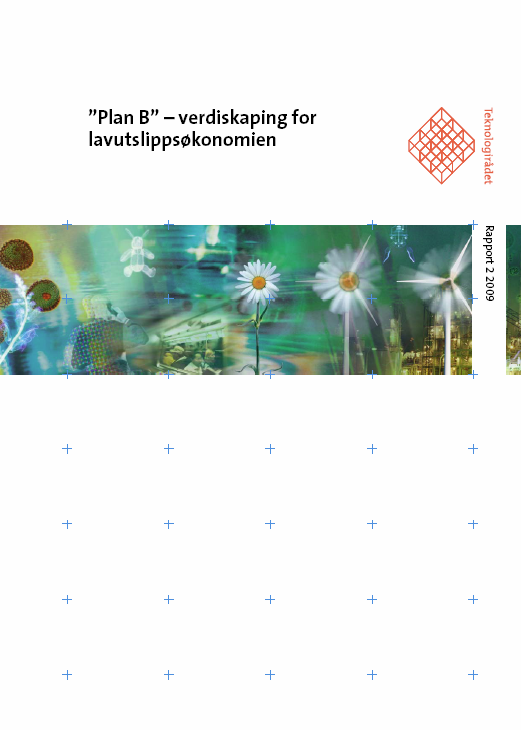 ”Plan B” – verdiskaping for
lavutslippsøkonomien
Teknologirådet
Rapport 2 2009